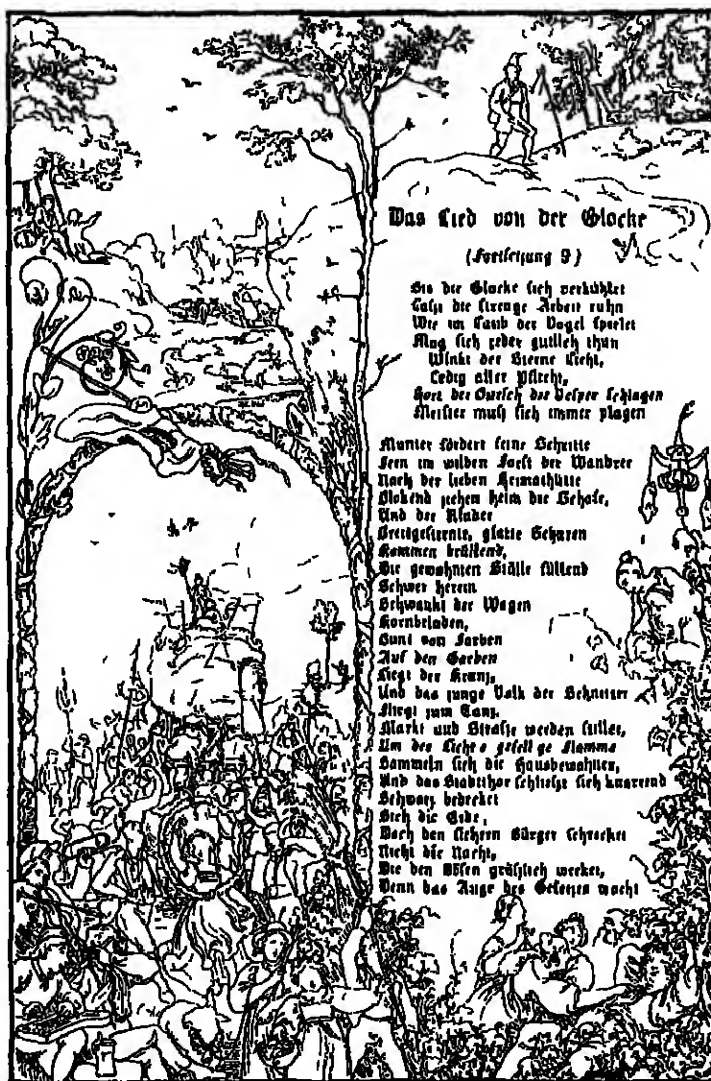 Das Lied von der Glocke
(Fortsetzung 9)
Bis die Glocke sich verkühlet
Laßt die strenge Arbeit ruhn
Wie im Laub der Vogel spielet
Mag sich jeder gütlich thun
Winkt der Sterne Licht,
Ledig aller Pflicht,
Hört der Bursch die Vesper schlagen
Meister muß sich immer plagen
Munter fördert seine Schritte
Fern im wilden Forst der Wandrer
Nach der lieben Heimathütte
Blökend ziehen heim die Schafe,
Und der Rinder
Breitgestirnte, glatte Scharen
Kommen brüllend,
Die gewohnten Ställe füllend
Schwer herein
Schwankt der Wagen
Kornbeladen,
Bunt von Farben
Auf den Garben
Liegt der Kranz,
Und das junge Volk der Schnitter
Fliegt zum Tanz.
Markt und Straße werden stiller,
Um des Lichts gesellge Flamme
Sammeln sich die Hausbewohner,
Und das Stadtthor schließt sich knarrend
Schwarz bedecket
Sich die Erde,
Doch den sichern Bürger schrecket
Nicht die Nacht,
Die den Bösen gräßlich wecket,
Denn das Auge des Gesetzes wacht